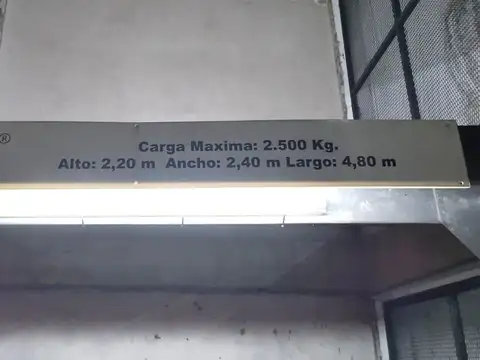 ®
Carga Maxima: 2.500 Kg.
Alto: 2,20 m Ancho: 2,40 m Largo: 4,80 m